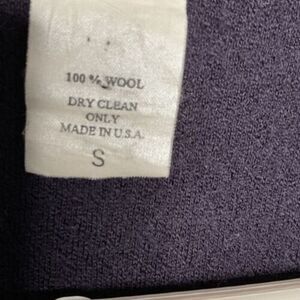 100 % WOOL
DRY CLEAN
ONLY
MADE IN U.S.A.
S